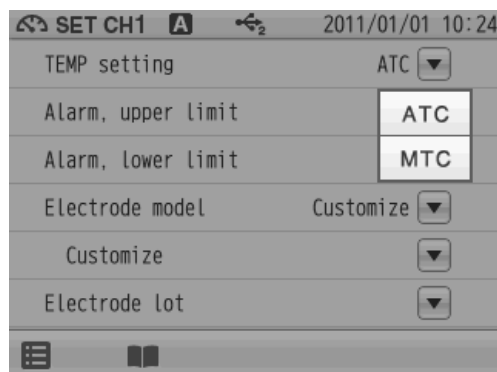 SET CH1 A 2 2011/01/01 10:24
TEMP setting ATC
Alarm, upper limit ATC
Alarm, lower limit MTC
Electrode model Customize
Customize
Electrode lot